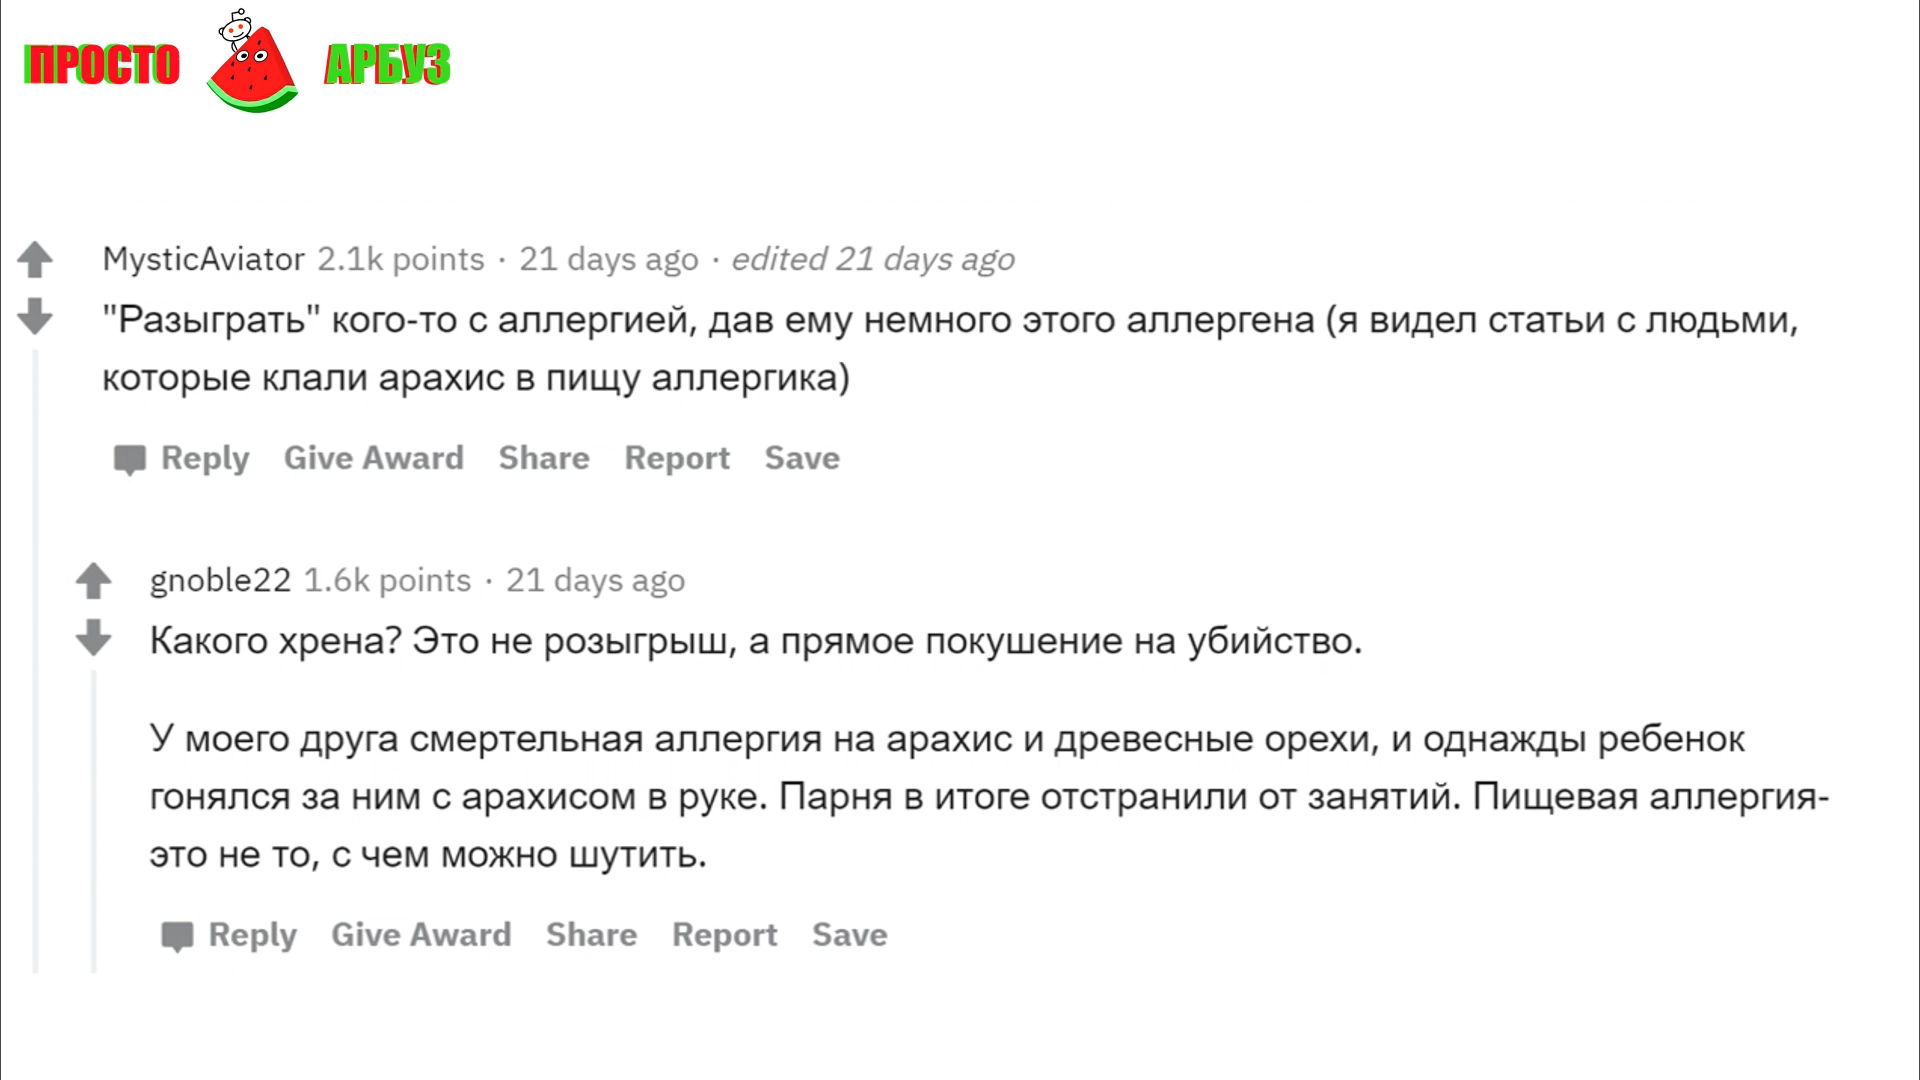 ПРОСТО АРБУЗ
MysticAviator 2.1k points · 21 days ago · edited 21 days ago
"Разыграть" кого-то с аллергией, дав ему немного этого аллергена (я видел статьи с людьми,
которые клали арахис в пищу аллергика)
Reply Give Award Share Report Save
gnoble22 1.6k points · 21 days ago
Какого хрена? Это не розыгрыш, а прямое покушение на убийство.
У моего друга смертельная аллергия на арахис и древесные орехи, и однажды ребенок
гонялся за ним с арахисом в руке. Парня в итоге отстранили от занятий. Пищевая аллергия-
это не то, с чем можно шутить.
Reply Give Award Share Report Save